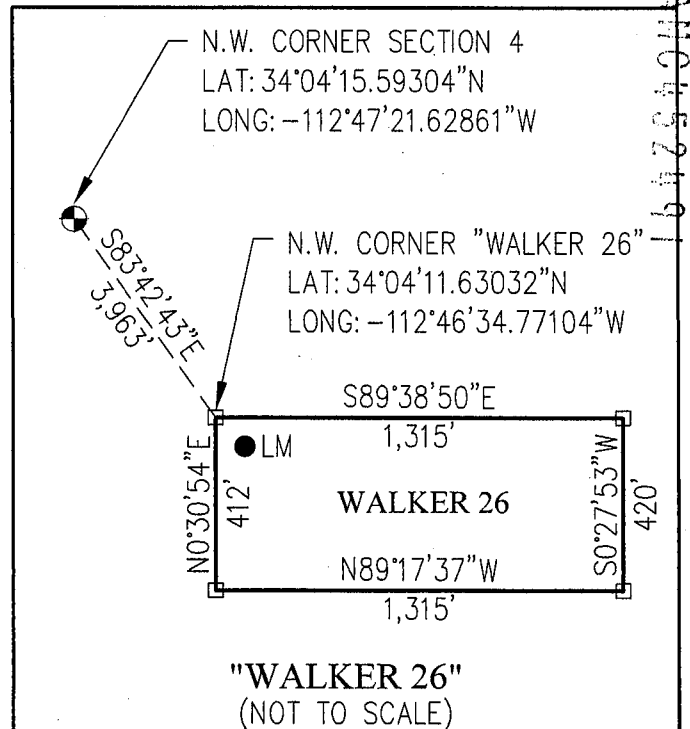 N.W. CORNER SECTION 4
LAT: 34°04'15.59304"N
LONG: -112°47'21.62861"W
S83°42'43"E
3,963'
N.W. CORNER "WALKER 26"
LAT: 34°04'11.63032"N
LONG: -112°46'34.77104"W
S89°38'50"E
1,315'
LM
N0°30'54"E
412'
WALKER 26
S0°27'53"W
420'
N89°17'37"W
1,315'
"WALKER 26"
(NOT TO SCALE)